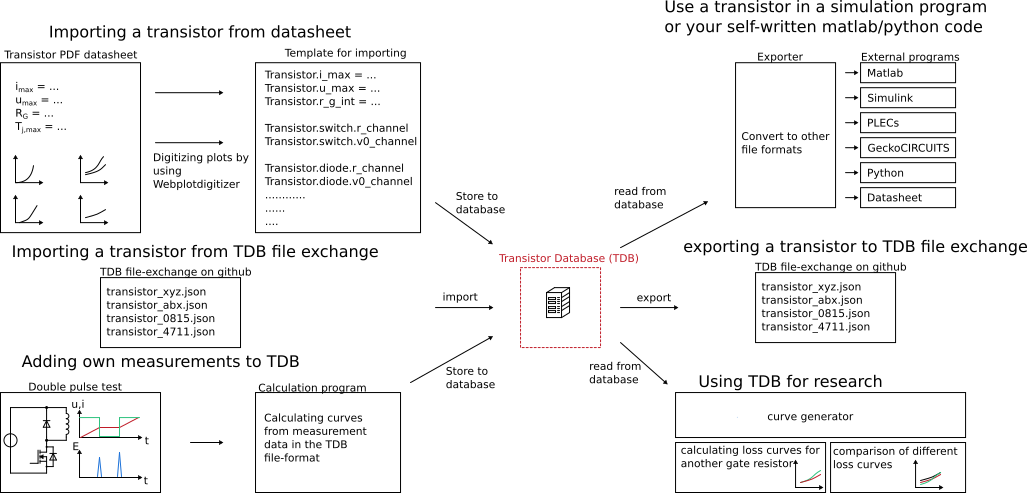 Importing a transistor from datasheet
Transistor PDF datasheet
imax = ...
umax = ...
RG = ...
Tj,max = ...
Digitizing plots by
using
Webplotdigitizer
Template for importing
Transistor.i_max = ...
Transistor.u_max = ...
Transistor.r_g_int = ...
Transistor.switch.r_channel
Transistor.switch.v0_channel
Transistor.diode.r_channel
Transistor.diode.v0_channel
............
......
....
Store to
database
Use a transistor in a simulation program
or your self-written matlab/python code
Exporter
Convert to other
file formats
External programs
Matlab
Simulink
PLECs
GeckoCIRCUITS
Python
Datasheet
read from
database
Importing a transistor from TDB file exchange
TDB file-exchange on github
transistor_xyz.json
transistor_abx.json
transistor_0815.json
transistor_4711.json
import
Transistor Database (TDB)
export
exporting a transistor to TDB file exchange
TDB file-exchange on github
transistor_xyz.json
transistor_abx.json
transistor_0815.json
transistor_4711.json
Adding own measurements to TDB
Double pulse test
u,i
t
E
t
Calculation program
Calculating curves
from measurement
data in the TDB
file-format
Store to
database
read from
database
Using TDB for research
curve generator
calculating loss curves for
another gate resistor
comparison of different
loss curves